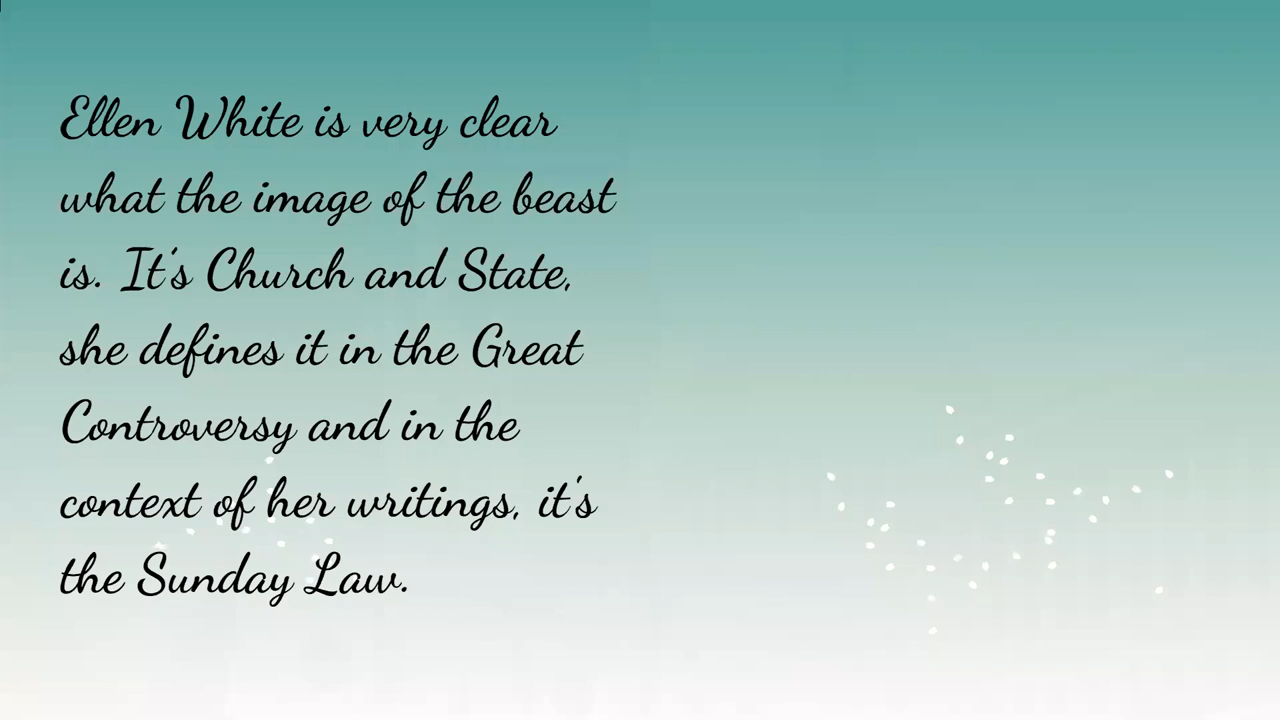 Ellen White is very clear
what the image of the beast
is. It's Church and State,
she defines it in the Great
Controversy and in the
context of her writings, it's
the Sunday Law.